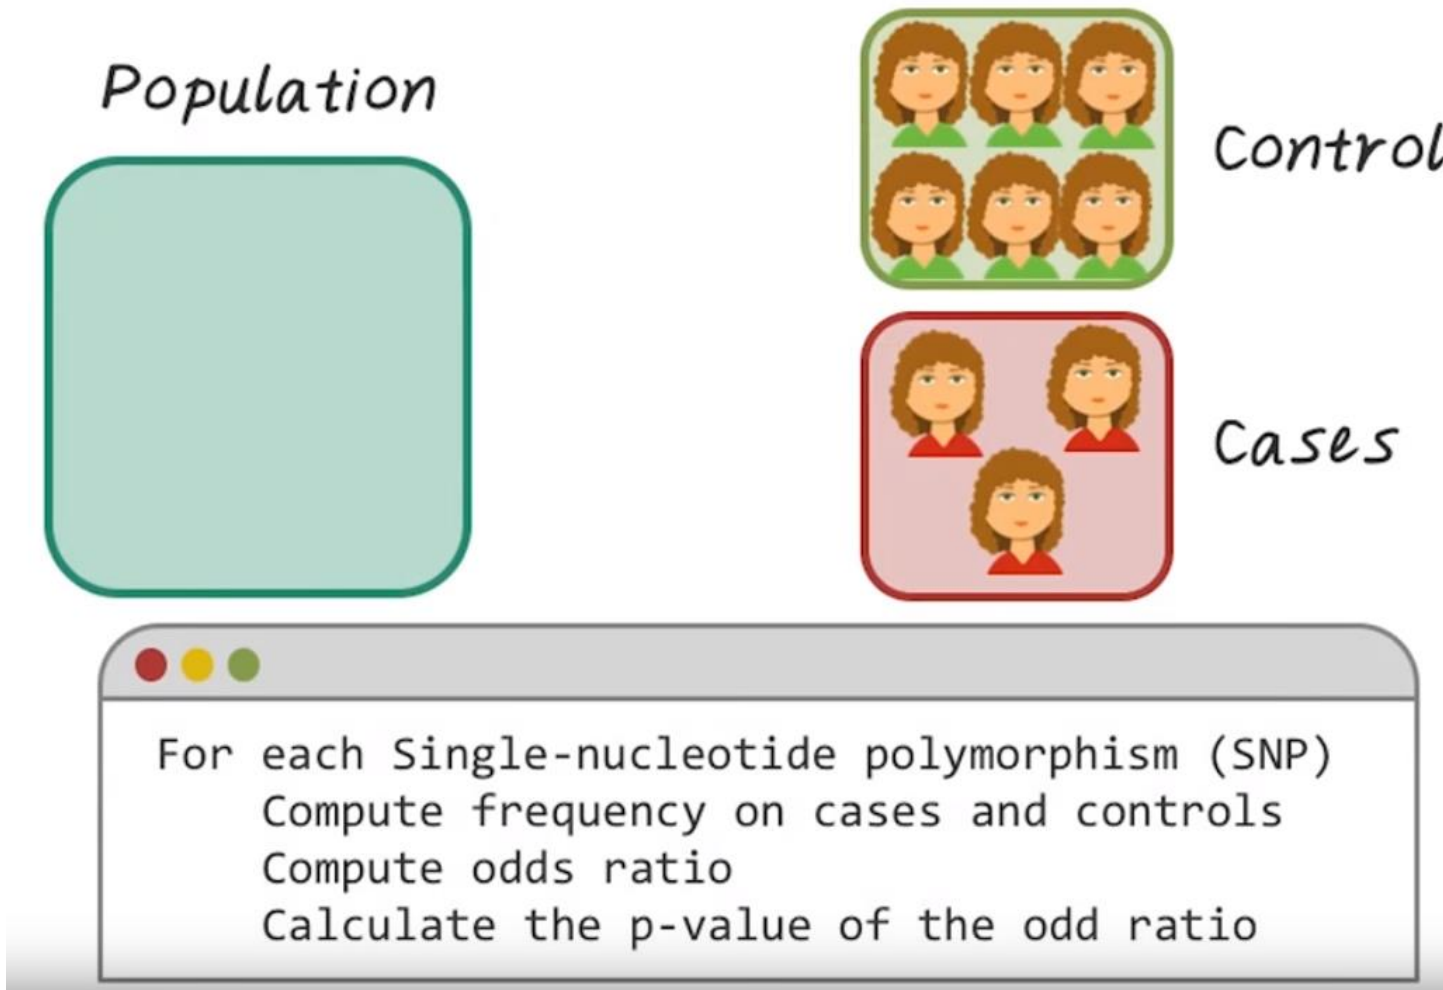 Population
Control
Cases
For each Single-nucleotide polymorphism (SNP)
Compute frequency on cases and controls
Compute odds ratio
Calculate the p-value of the odd ratio